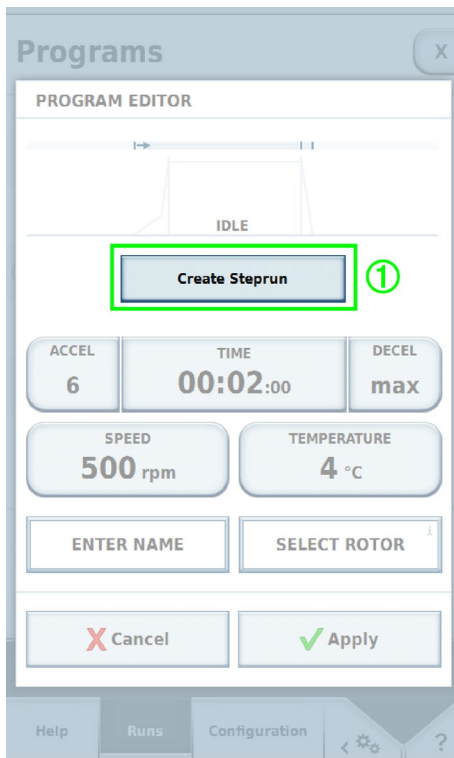 Programs
X
PROGRAM EDITOR
IDLE
Create Steprun
①
ACCEL
6
TIME
00:02:00
DECEL
max
SPEED
500 rpm
TEMPERATURE
4 °C
ENTER NAME
SELECT ROTOR
i
Cancel
Apply
Help
Runs
Configuration
?